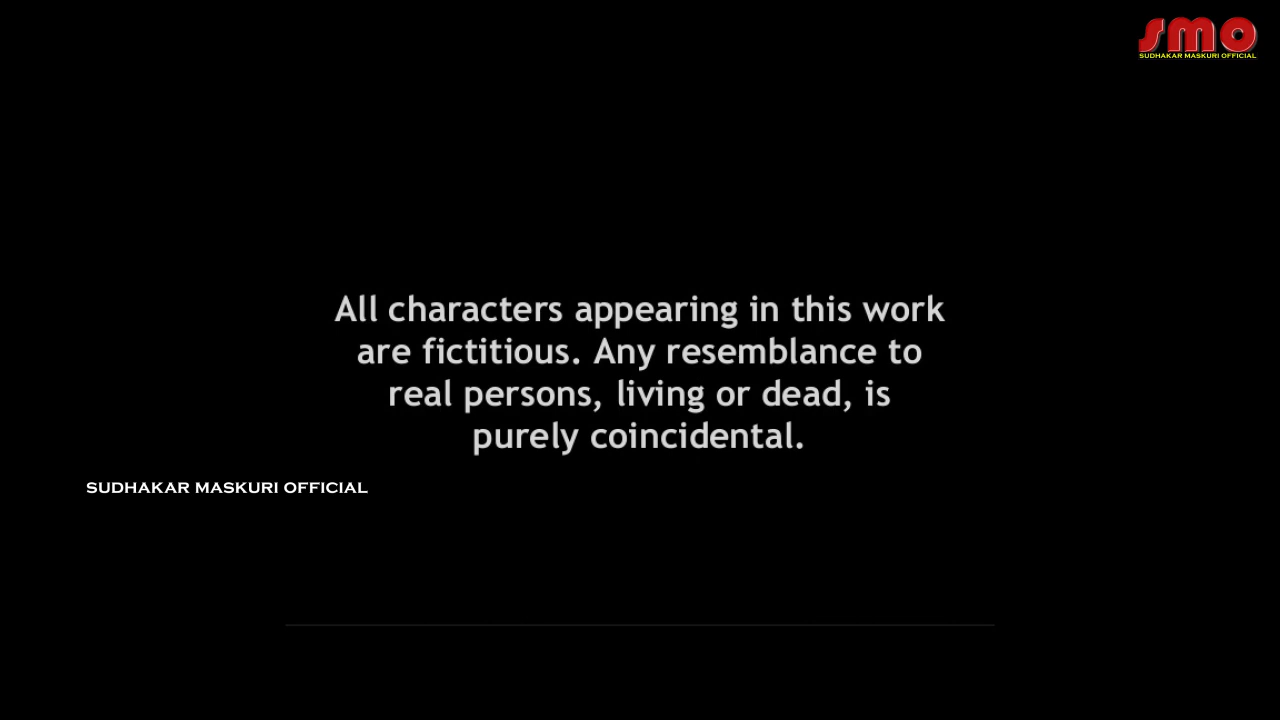 SMO
SUDHAKAR MASKURI OFFICIAL
All characters appearing in this work
are fictitious. Any resemblance to
real persons, living or dead, is
purely coincidental.
SUDHAKAR MASKURI OFFICIAL